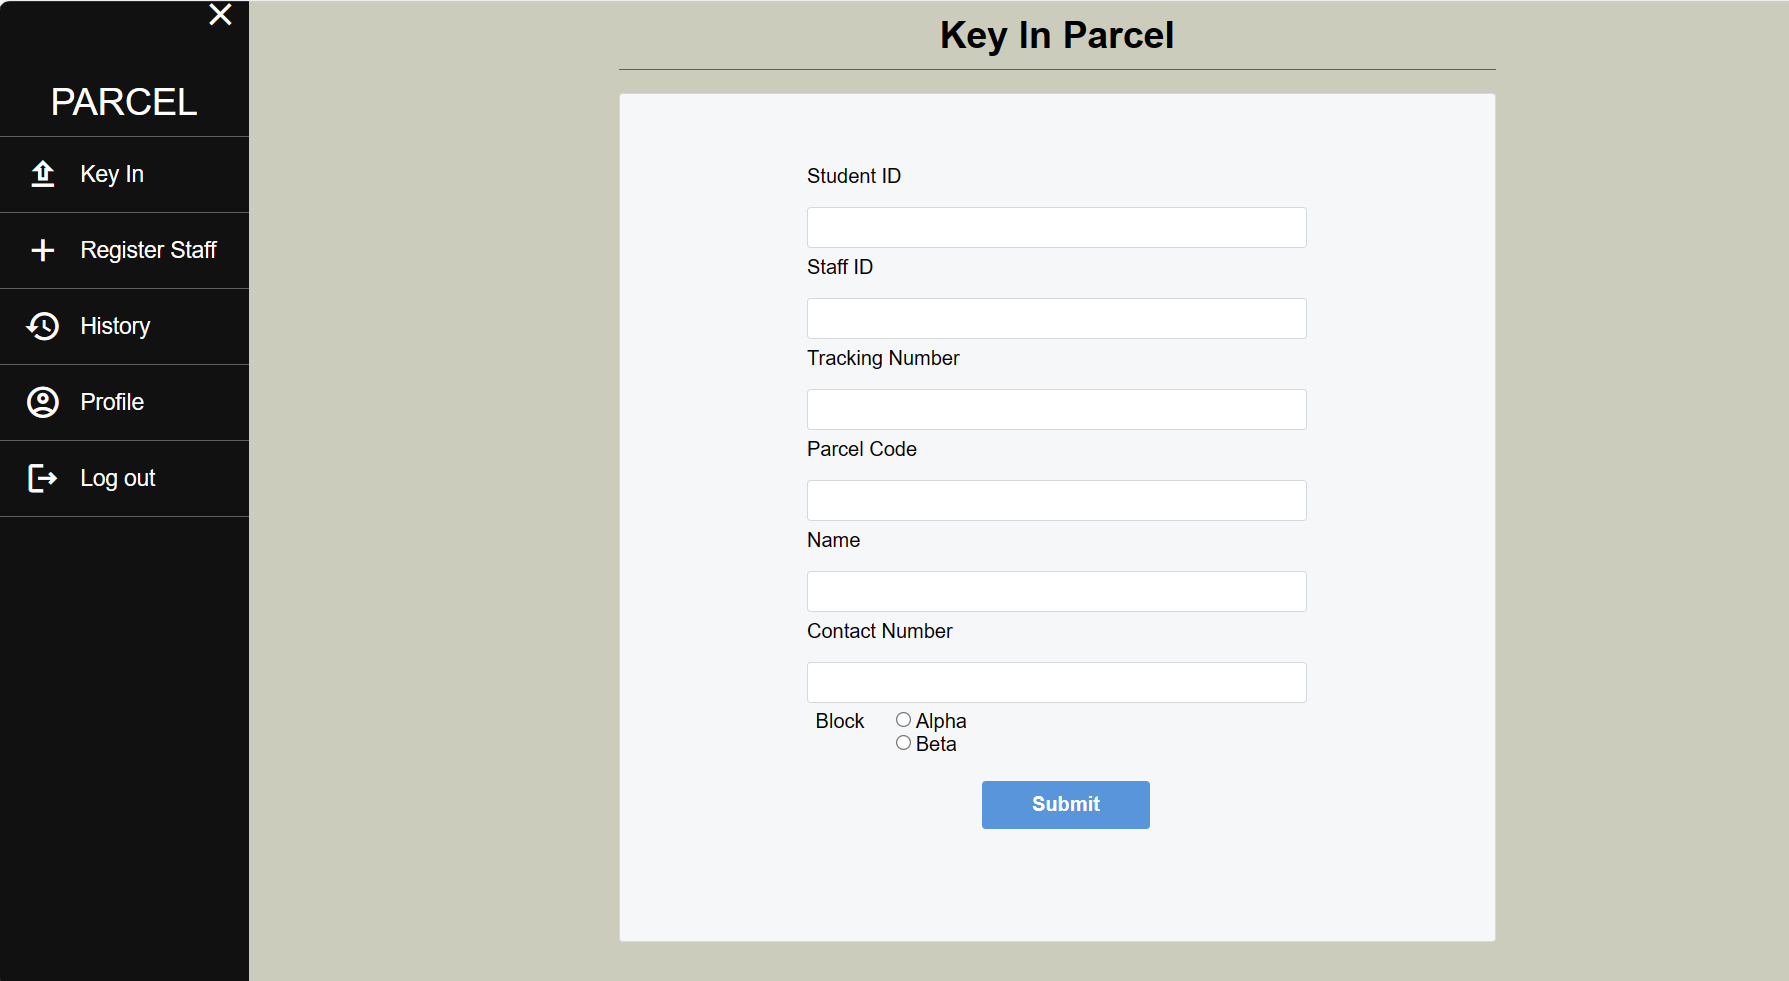 PARCEL
Key In
Register Staff
History
Profile
Log out
Key In Parcel
Student ID
Staff ID
Tracking Number
Parcel Code
Name
Contact Number
Block Alpha
Beta
Submit